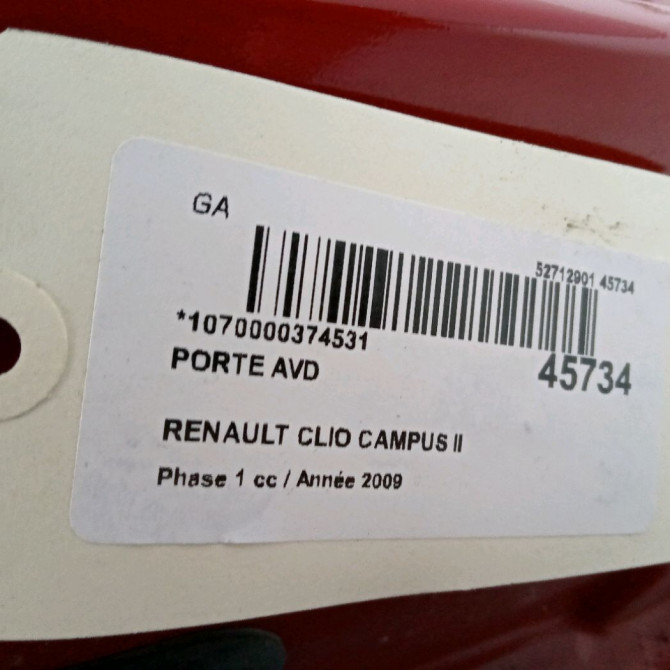 GA
52712901 45734
*1070000374531
45734
PORTE AVD
RENAULT CLIO CAMPUS II
Phase 1 cc / Année 2009